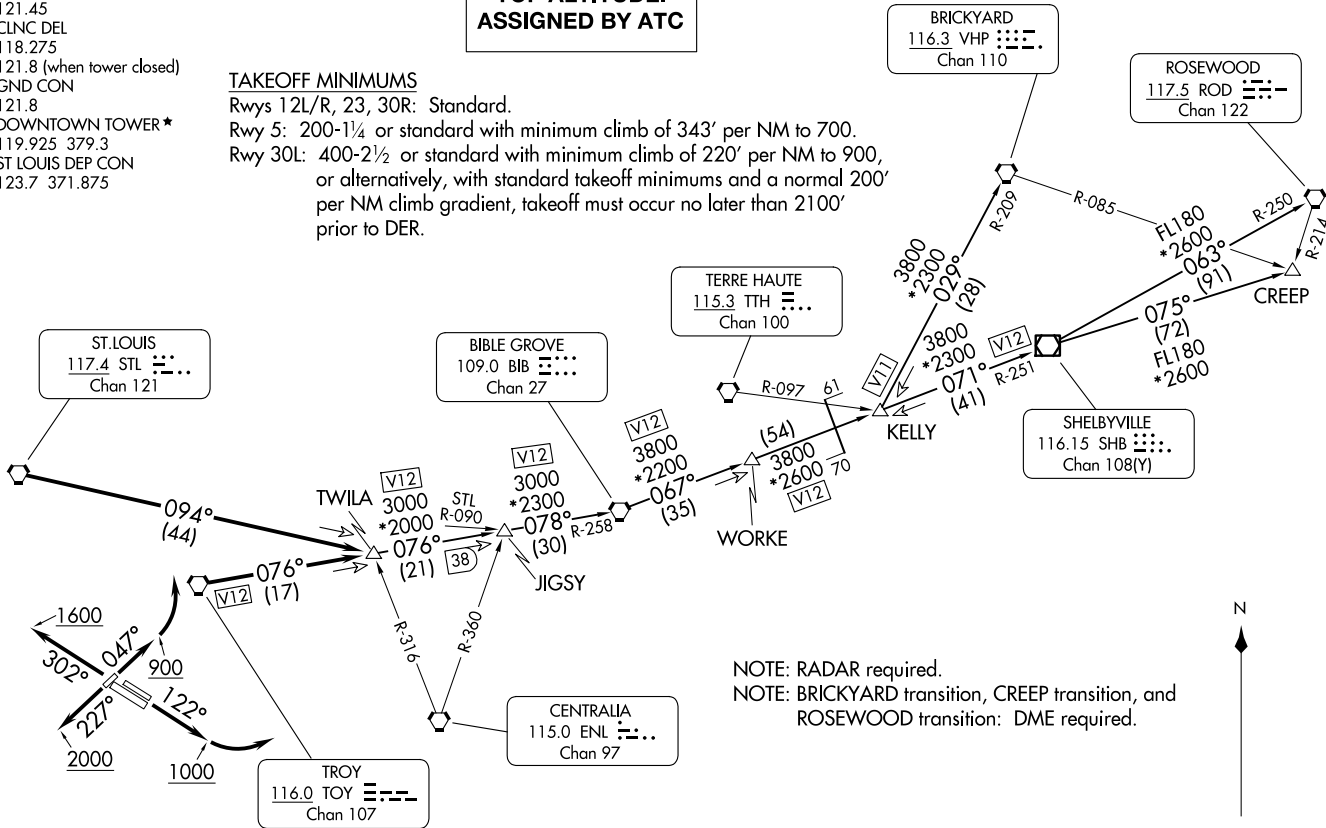 121.45
CLNC DEL
118.275
121.8 (when tower closed)
GND CON
121.8
DOWNTOWN TOWER★
119.925 379.3
ST LOUIS DEP CON
123.7 371.875
TOP ALTITUDE:
ASSIGNED BY ATC
TAKEOFF MINIMUMS
Rwys 12L/R, 23, 30R: Standard.
Rwy 5: 200-1¼ or standard with minimum climb of 343' per NM to 700.
Rwy 30L: 400-2½ or standard with minimum climb of 220' per NM to 900,
or alternatively, with standard takeoff minimums and a normal 200'
per NM climb gradient, takeoff must occur no later than 2100'
prior to DER.
BRICKYARD
116.3 VHP
Chan 110
ROSEWOOD
117.5 ROD
Chan 122
R-209
R-085
R-250
R-214
FL180
*2600
063°
(91)
CREEP
075°
(72)
FL180
*2600
3800
*2300
029°
(28)
TERRE HAUTE
115.3 TTH
Chan 100
R-097
V11
3800
*2300
071°
(41)
V12
R-251
KELLY
SHELBYVILLE
116.15 SHB
Chan 108(Y)
ST.LOUIS
117.4 STL
Chan 121
BIBLE GROVE
109.0 BIB
Chan 27
61
70
(54)
3800
*2600
V12
WORKE
V12
3800
*2200
067°
(35)
V12
3000
*2300
078°
(30)
R-258
JIGSY
STL
R-090
38
TWILA
V12
3000
*2000
076°
(21)
094°
(44)
076°
V12
(17)
R-316
R-360
1600
302°
047°
900
227°
122°
2000
1000
TROY
116.0 TOY
Chan 107
CENTRALIA
115.0 ENL
Chan 97
NOTE: RADAR required.
NOTE: BRICKYARD transition, CREEP transition, and
ROSEWOOD transition: DME required.
N